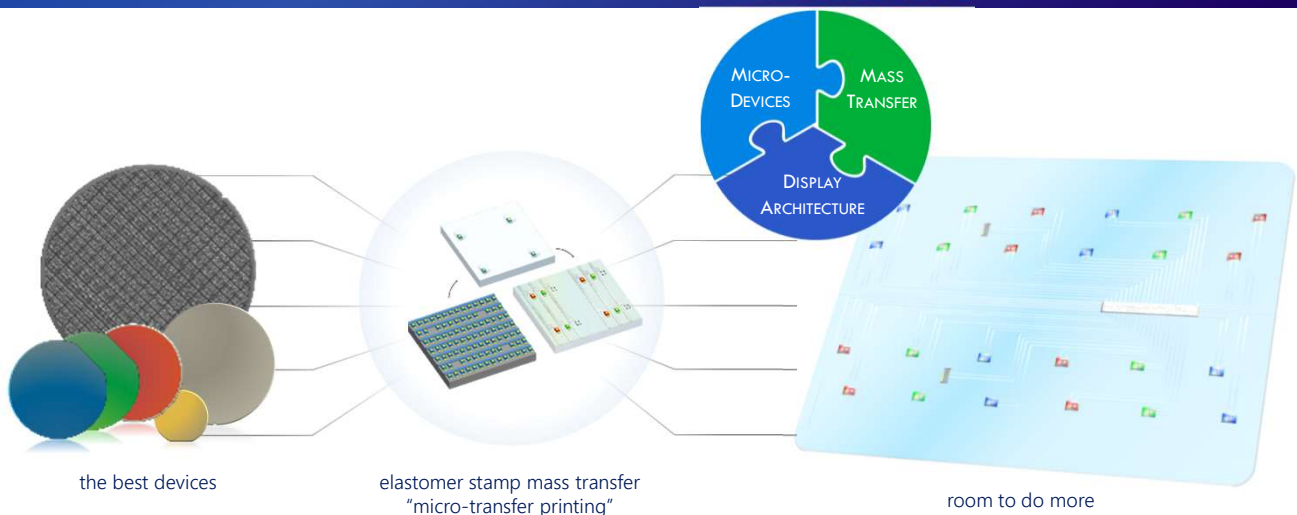 MICRO-
DEVICES
MASS
TRANSFER
DISPLAY
ARCHITECTURE
the best devices
elastomer stamp mass transfer
“micro-transfer printing”
room to do more